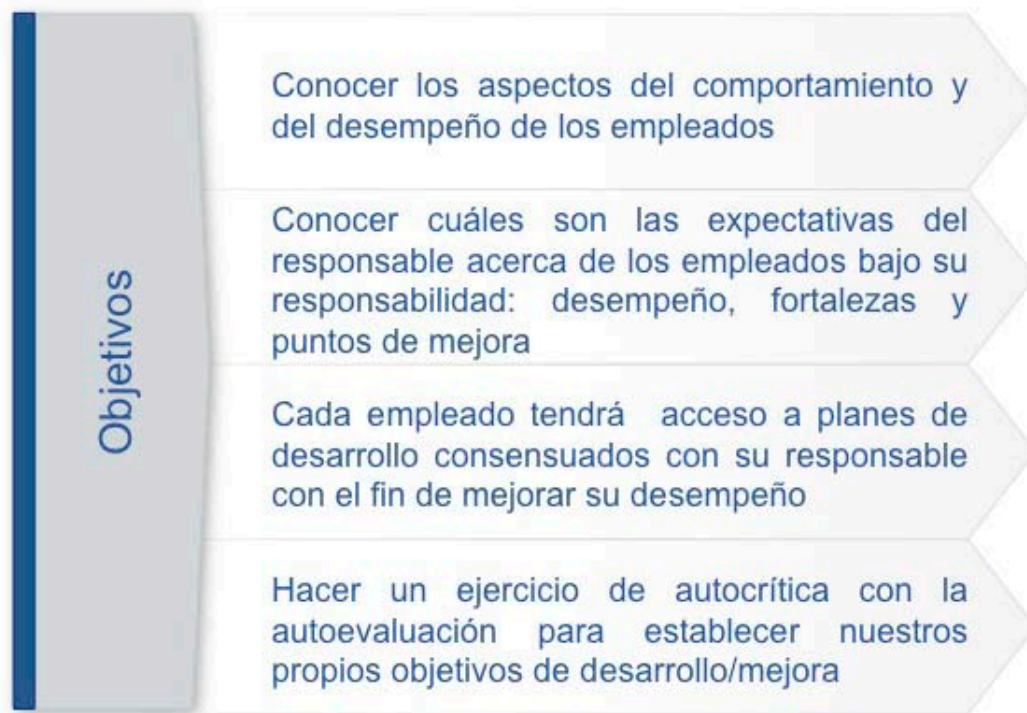 Objetivos
Conocer los aspectos del comportamiento y
del desempeño de los empleados
Conocer cuáles son las expectativas del
responsable acerca de los empleados bajo su
responsabilidad: desempeño, fortalezas y
puntos de mejora
Cada empleado tendrá  acceso a planes de
desarrollo consensuados con su responsable
con el fin de mejorar su desempeño
Hacer un ejercicio de autocrítica con la
autoevaluación para establecer nuestros
propios objetivos de desarrollo/mejora